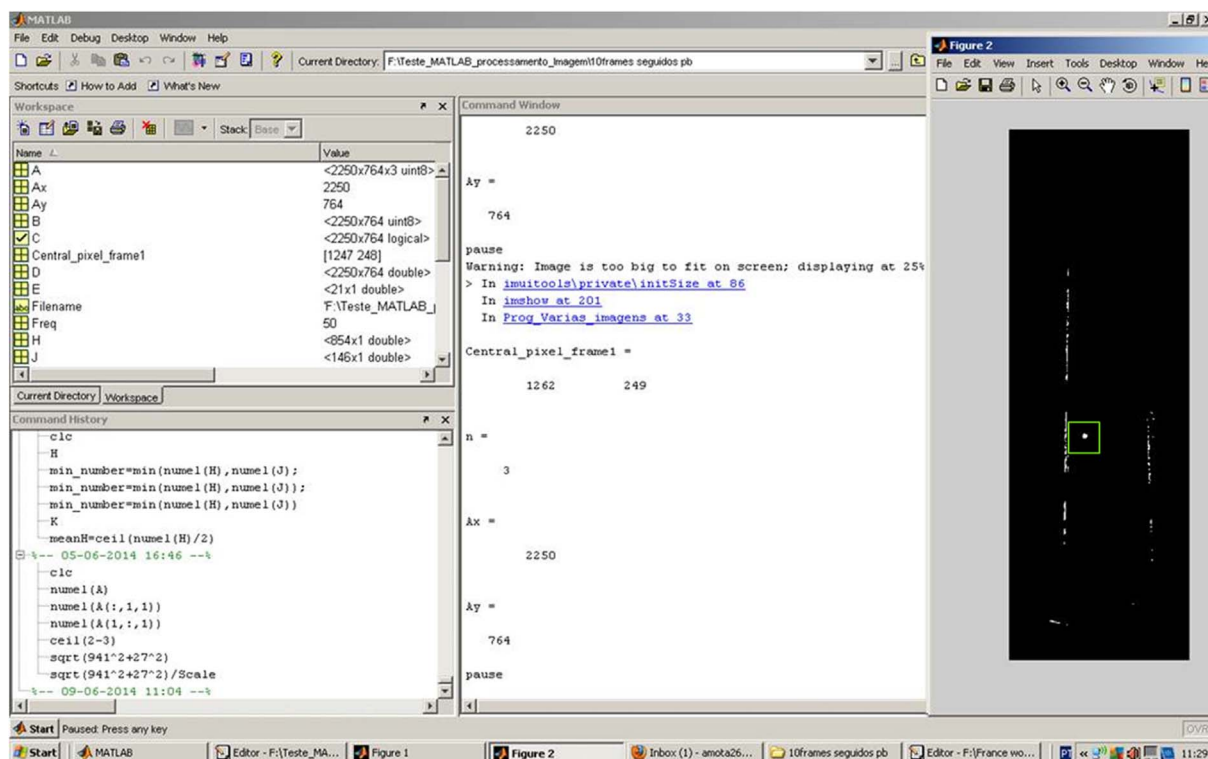 MATLAB
File Edit Debug Desktop Window Help
Current Directory: F:\Teste_MATLAB_processamento_Imagem\10frames seguidos pb
Shortcuts How to Add What's New
Workspace
Stack: Base
Name Value
A <2250x764x3 uint8>
Ax 2250
Ay 764
B <2250x764 uint8>
C <2250x764 logical>
Central_pixel_frame1 [1247 248]
D <2250x764 double>
E <21x1 double>
Filename 'F:\Teste_MATLAB_
Freq 50
H <854x1 double>
J <146x1 double>
Current Directory Workspace
Command History
clc
H
min_number=min(numel(H),numel(J);
min_number=min(numel(H),numel(J));
min_number=min(numel(H),numel(J))
K
meanH=ceil(numel(H)/2)
%-- 05-06-2014 16:46 --%
clc
numel(A)
numel(A(:,1,1))
numel(A(1,:,1))
ceil(2-3)
sqrt(941^2+27^2)
sqrt(941^2+27^2)/Scale
%-- 09-06-2014 11:04 --%
Command Window
2250
Ay =
764
pause
Warning: Image is too big to fit on screen; displaying at 25%
> In imuitools\private\initSize at 86
In imshow at 201
In Prog_Varias_imagens at 33
Central_pixel_frame1 =
1262 249
n =
3
Ax =
2250
Ay =
764
pause
Figure 2
File Edit View Insert Tools Desktop Window He
Start Paused: Press any key
OVR
Start MATLAB Editor - F:\Teste_MA... Figure 1 Figure 2 Inbox (1) - amota26... 10frames seguidos pb Editor - F:\France wo... PT 11:29